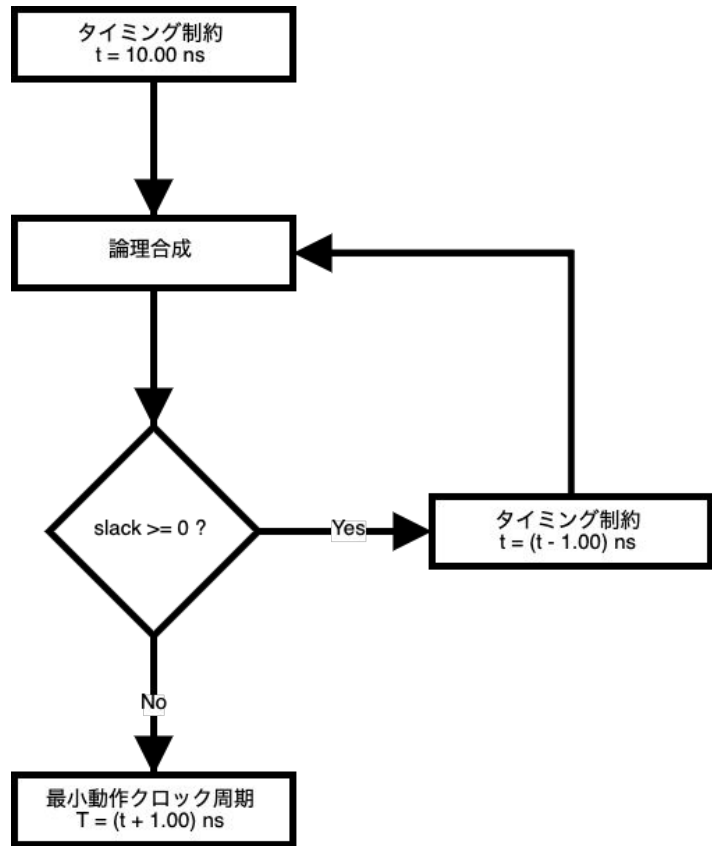 タイミング制約
t = 10.00 ns
論理合成
slack >= 0 ?
Yes
タイミング制約
t = (t - 1.00) ns
No
最小動作クロック周期
T = (t + 1.00) ns